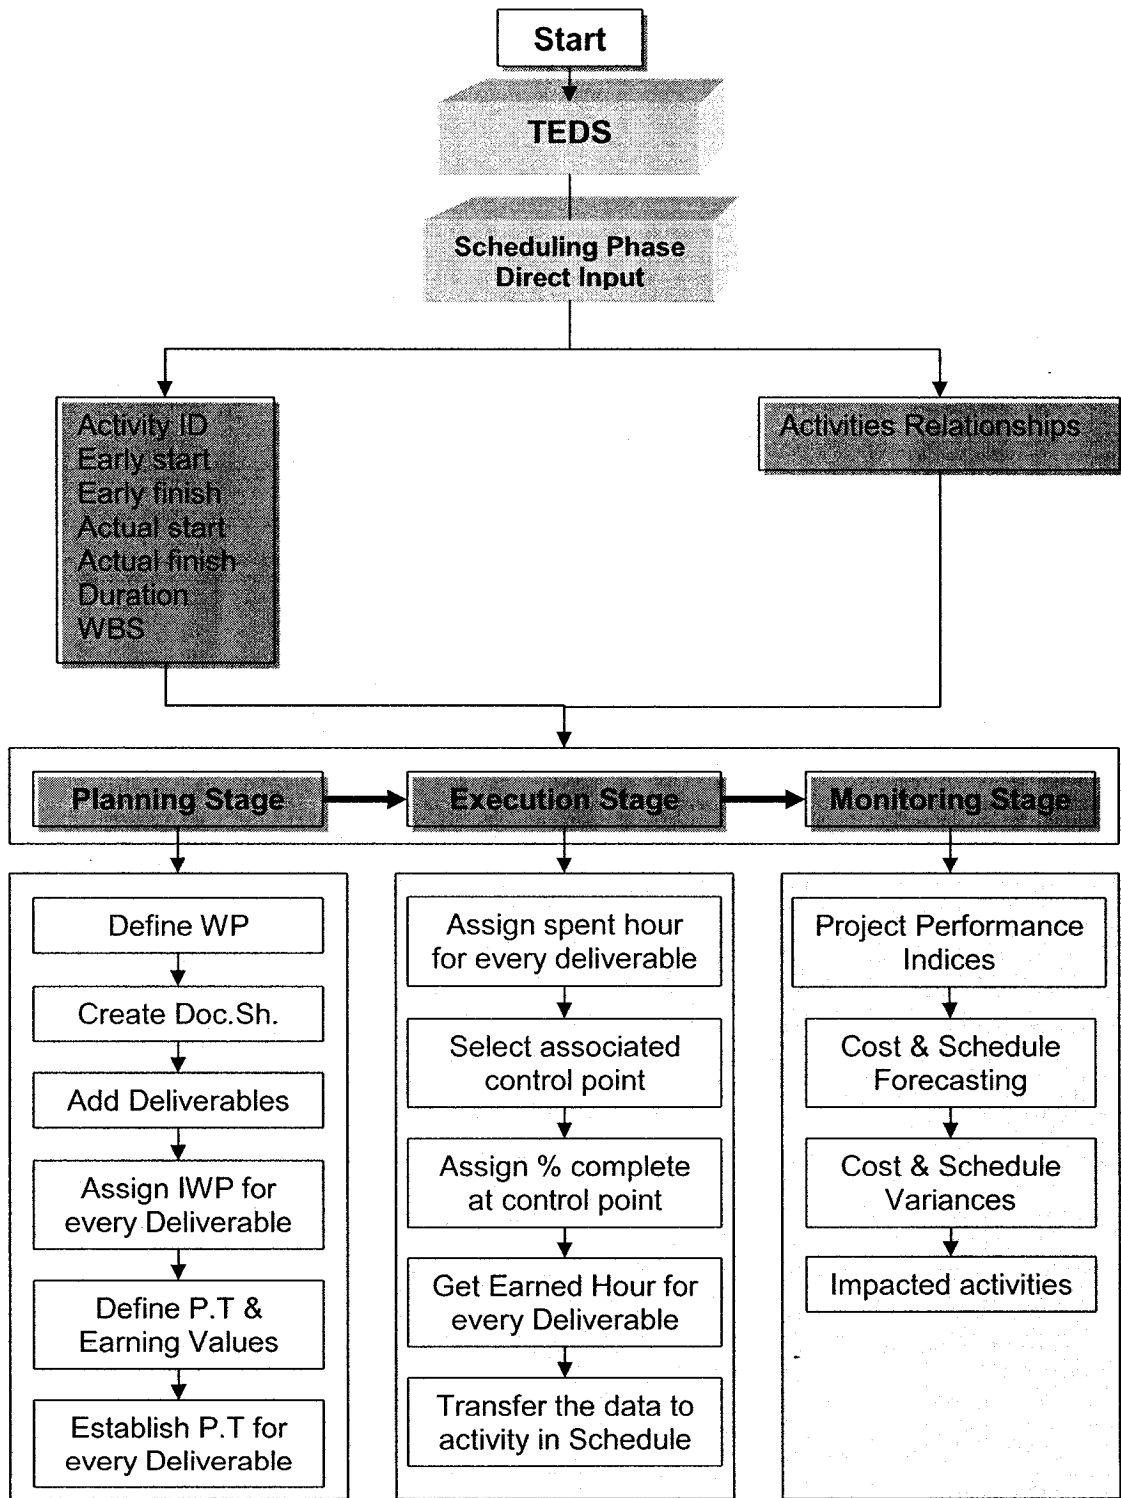 Start
TEDS
Scheduling Phase
Direct Input
Activity ID
Early start
Early finish
Actual start
Actual finish
Duration
WBS
Activities Relationships
Planning Stage
Execution Stage
Monitoring Stage
Define WP
Create Doc.Sh.
Add Deliverables
Assign IWP for
every Deliverable
Define P.T &
Earning Values
Establish P.T for
every Deliverable
Assign spent hour
for every deliverable
Select associated
control point
Assign % complete
at control point
Get Earned Hour for
every Deliverable
Transfer the data to
activity in Schedule
Project Performance
Indices
Cost & Schedule
Forecasting
Cost & Schedule
Variances
Impacted activities